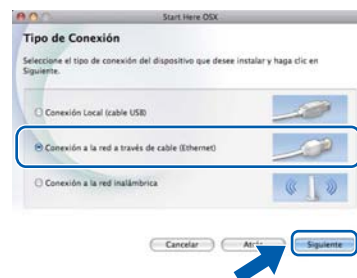 Start Here OSX
Tipo de Conexión
Seleccione el tipo de conexión del dispositivo que desee instalar y haga clic en
Siguiente.
Conexión Local (cable USB)
Conexión a la red a través de cable (Ethernet)
Conexión a la red inalámbrica
Cancelar
Atrás
Siguiente